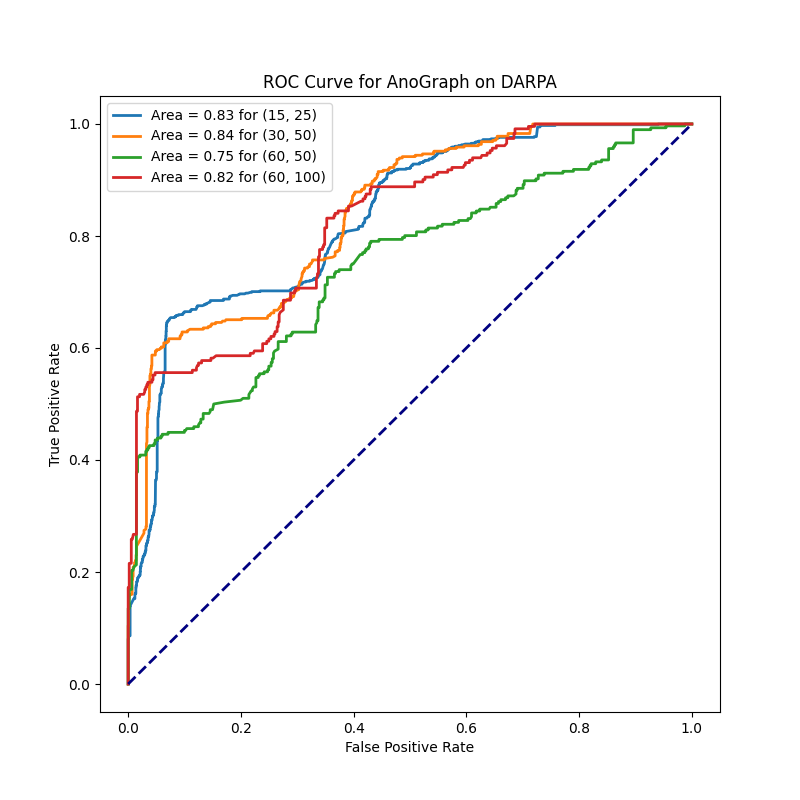 ROC Curve for AnoGraph on DARPA
Area = 0.83 for (15, 25)
Area = 0.84 for (30, 50)
Area = 0.75 for (60, 50)
Area = 0.82 for (60, 100)
True Positive Rate
1.0
0.8
0.6
0.4
0.2
0.0
0.0 0.2 0.4 0.6 0.8 1.0
False Positive Rate